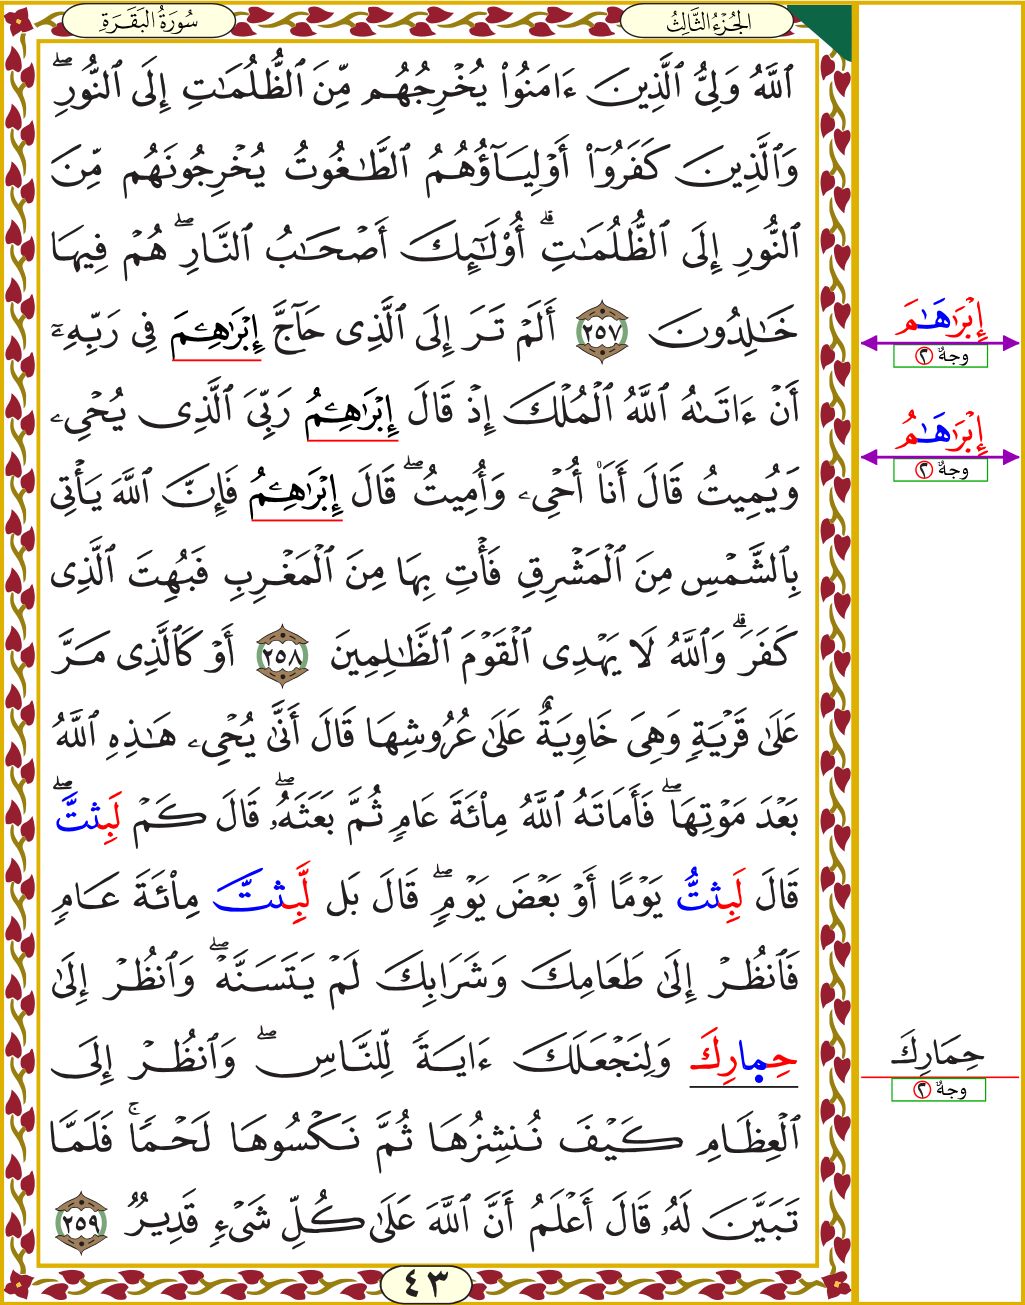 سُورَةُ البَقَرَةِ
الجُزْءُ الثَّالِثُ
ٱللَّهُ وَلِىُّ ٱلَّذِينَ ءَامَنُوا۟ يُخْرِجُهُم مِّنَ ٱلظُّلُمَـٰتِ إِلَى ٱلنُّورِ ۖ
وَٱلَّذِينَ كَفَرُوٓا۟ أَوْلِيَآؤُهُمُ ٱلطَّـٰغُوتُ يُخْرِجُونَهُم مِّنَ
ٱلنُّورِ إِلَى ٱلظُّلُمَـٰتِ ۗ أُو۟لَـٰٓئِكَ أَصْحَـٰبُ ٱلنَّارِ ۖ هُمْ فِيهَا
خَـٰلِدُونَ ٢٥٧ أَلَمْ تَرَ إِلَى ٱلَّذِى حَآجَّ إِبْرَٰهِـۧمَ فِى رَبِّهِۦٓ
أَنْ ءَاتَىٰهُ ٱللَّهُ ٱلْمُلْكَ إِذْ قَالَ إِبْرَٰهِـۧمُ رَبِّىَ ٱلَّذِى يُحْىِۦ
وَيُمِيتُ قَالَ أَنَا۠ أُحْىِۦ وَأُمِيتُ ۖ قَالَ إِبْرَٰهِـۧمُ فَإِنَّ ٱللَّهَ يَأْتِى
بِٱلشَّمْسِ مِنَ ٱلْمَشْرِقِ فَأْتِ بِهَا مِنَ ٱلْمَغْرِبِ فَبُهِتَ ٱلَّذِى
كَفَرَ ۗ وَٱللَّهُ لَا يَهْدِى ٱلْقَوْمَ ٱلظَّـٰلِمِينَ ٢٥٨ أَوْ كَٱلَّذِى مَرَّ
عَلَىٰ قَرْيَةٍ وَهِىَ خَاوِيَةٌ عَلَىٰ عُرُوشِهَا قَالَ أَنَّىٰ يُحْىِۦ هَـٰذِهِ ٱللَّهُ
بَعْدَ مَوْتِهَا ۖ فَأَمَاتَهُ ٱللَّهُ مِا۟ئَةَ عَامٍ ثُمَّ بَعَثَهُۥ ۖ قَالَ كَمْ لَبِثتَّ ۖ
قَالَ لَبِثتُّ يَوْمًا أَوْ بَعْضَ يَوْمٍ ۖ قَالَ بَل لَّبِثتَّ مِا۟ئَةَ عَامٍ
فَٱنظُرْ إِلَىٰ طَعَامِكَ وَشَرَابِكَ لَمْ يَتَسَنَّهْ ۖ وَٱنظُرْ إِلَىٰ
حِمارِكَ وَلِنَجْعَلَكَ ءَايَةً لِّلنَّاسِ ۖ وَٱنظُرْ إِلَى
ٱلْعِظَامِ كَيْفَ نُنشِزُهَا ثُمَّ نَكْسُوهَا لَحْمًا ۚ فَلَمَّا
تَبَيَّنَ لَهُۥ قَالَ أَعْلَمُ أَنَّ ٱللَّهَ عَلَىٰ كُلِّ شَىْءٍ قَدِيرٌ ٢٥٩
٤٣
إِبْرَاهَـٰمَ
وجهٌ ٢
إِبْرَاهَـٰمُ
وجهٌ ٢
حِمَارِكَ
وجهٌ ٢